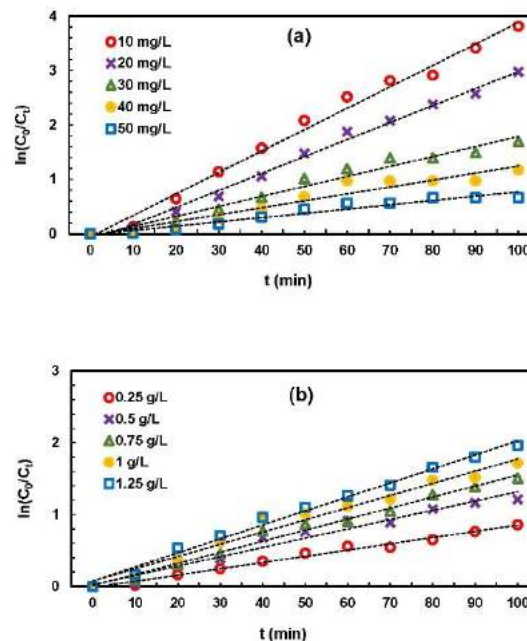 4
(a)
10 mg/L
20 mg/L
3
30 mg/L
40 mg/L
50 mg/L
2
ln(C0/Ct)
1
0
0 10 20 30 40 50 60 70 80 90 100
t (min)
3
(b)
0.25 g/L
0.5 g/L
0.75 g/L
2
1 g/L
1.25 g/L
ln(C0/Ct)
1
0
0 10 20 30 40 50 60 70 80 90 100
t (min)